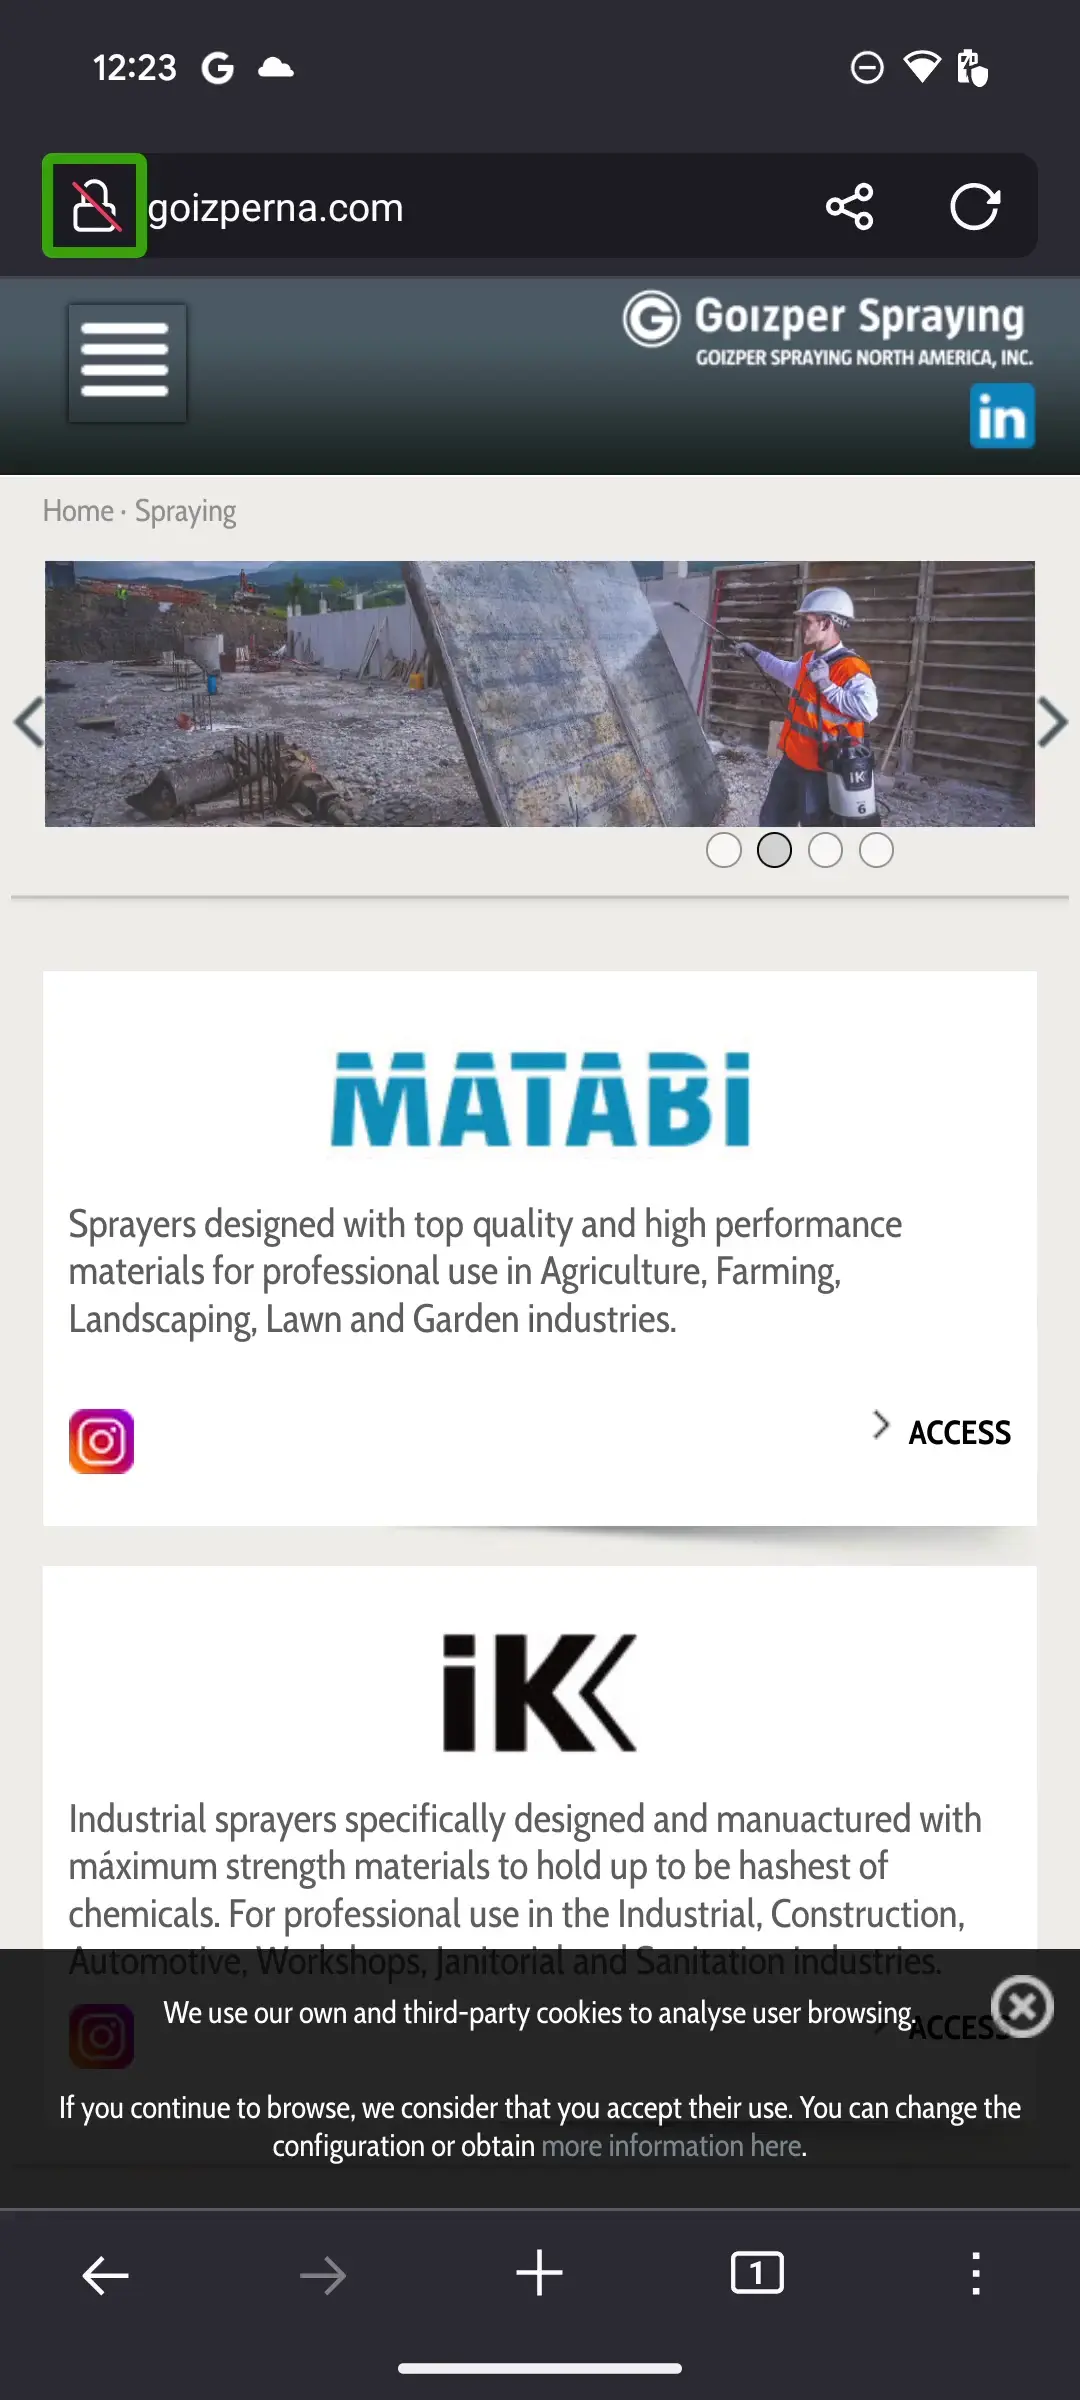 12:23
goizperna.com
Goizper Spraying
GOIZPER SPRAYING NORTH AMERICA, INC.
in
Home · Spraying
iK
6
MATABi
Sprayers designed with top quality and high performance
materials for professional use in Agriculture, Farming,
Landscaping, Lawn and Garden industries.
ACCESS
iK
Industrial sprayers specifically designed and manuactured with
máximum strength materials to hold up to be hashest of
chemicals. For professional use in the Industrial, Construction,
Automotive, Workshops, Janitorial and Sanitation industries.
We use our own and third-party cookies to analyse user browsing.
ACCESS
If you continue to browse, we consider that you accept their use. You can change the
configuration or obtain more information here.
1